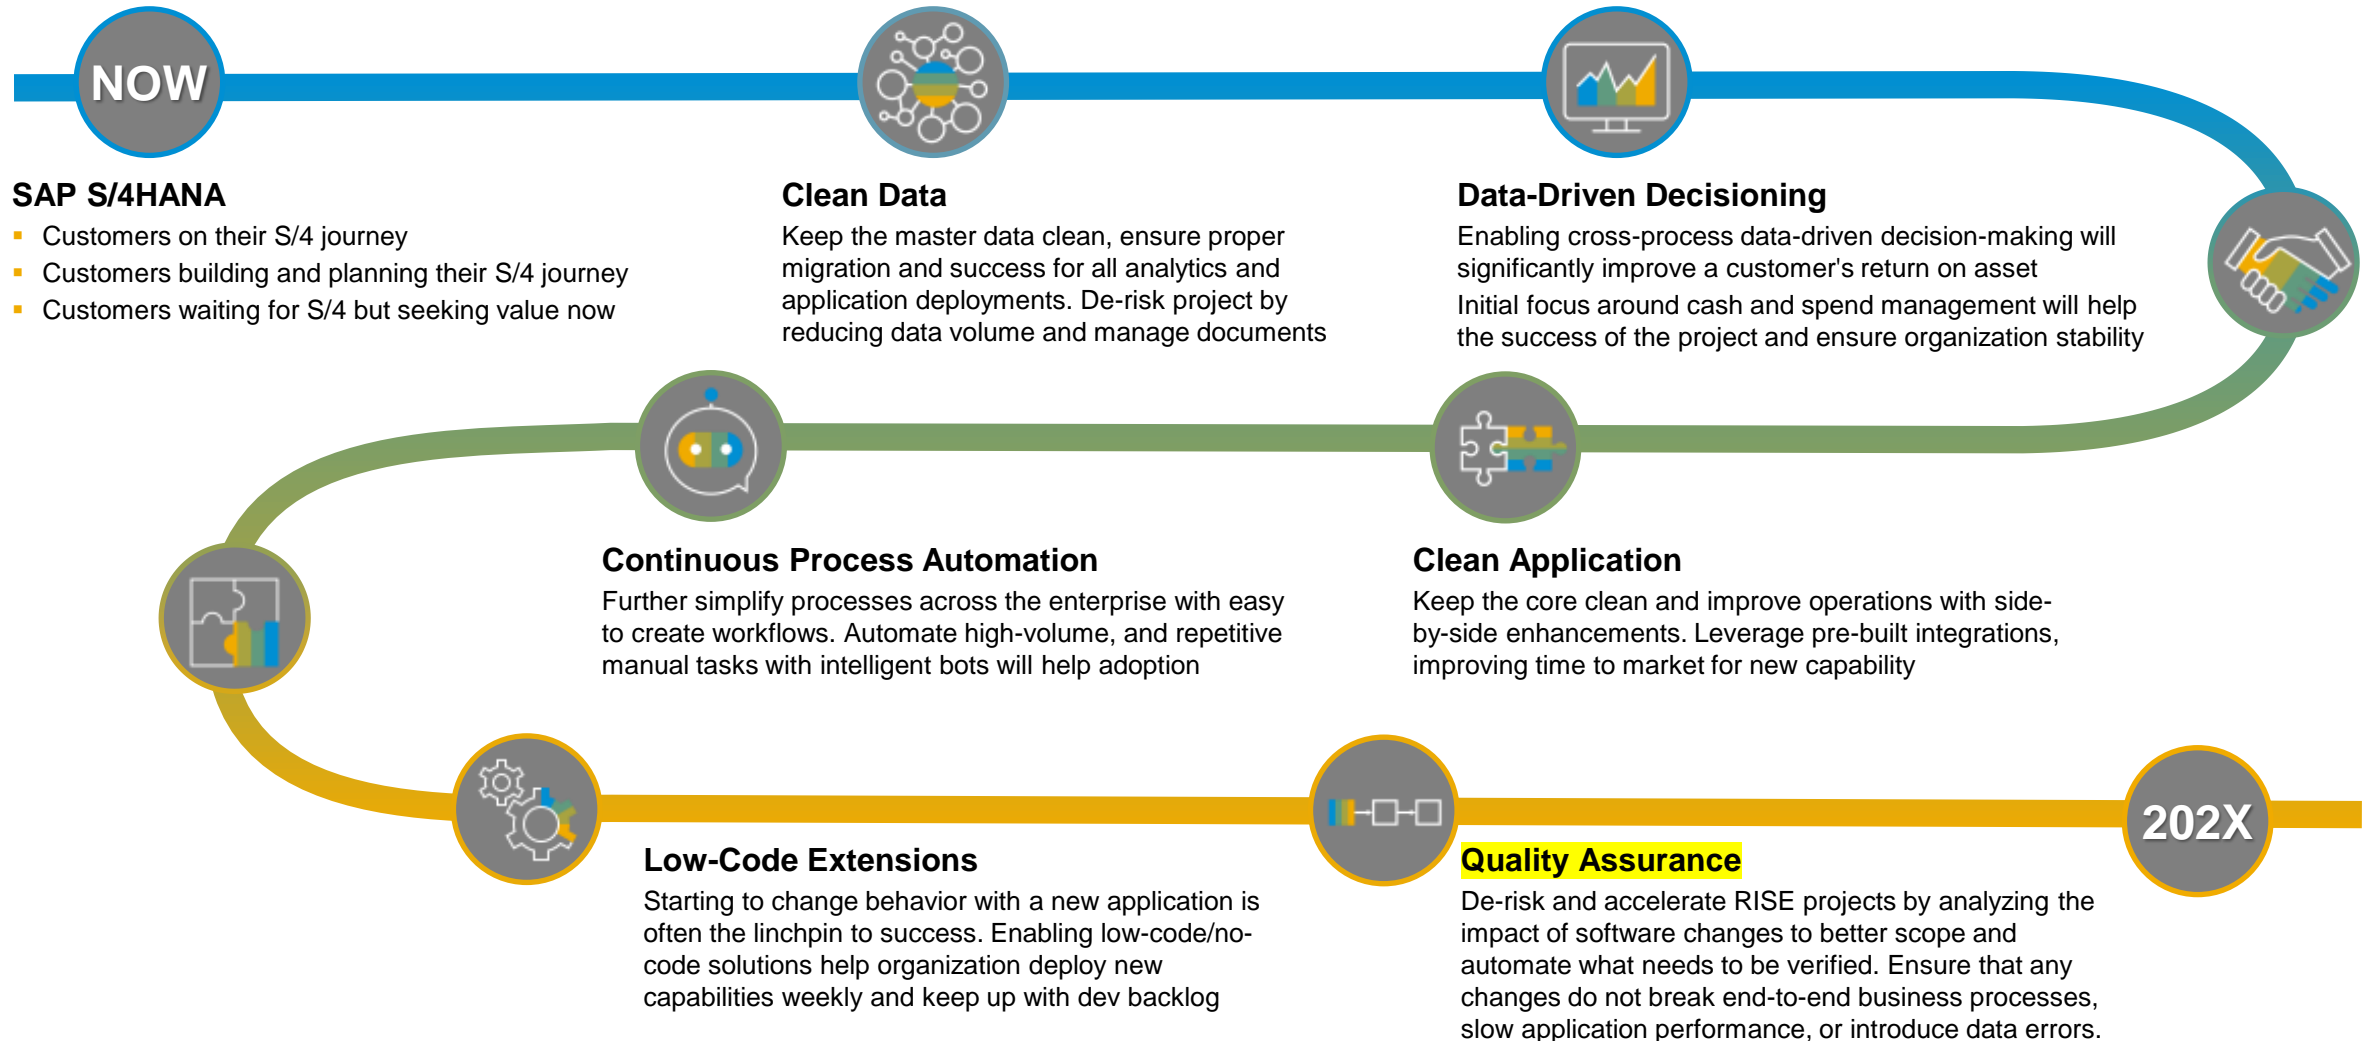 NOW
SAP S/4HANA
Customers on their S/4 journey
Customers building and planning their S/4 journey
Customers waiting for S/4 but seeking value now
Clean Data
Keep the master data clean, ensure proper
migration and success for all analytics and
application deployments. De-risk project by
reducing data volume and manage documents
Data-Driven Decisioning
Enabling cross-process data-driven decision-making will
significantly improve a customer's return on asset
Initial focus around cash and spend management will help
the success of the project and ensure organization stability
Continuous Process Automation
Further simplify processes across the enterprise with easy
to create workflows. Automate high-volume, and repetitive
manual tasks with intelligent bots will help adoption
Clean Application
Keep the core clean and improve operations with side-
by-side enhancements. Leverage pre-built integrations,
improving time to market for new capability
Low-Code Extensions
Starting to change behavior with a new application is
often the linchpin to success. Enabling low-code/no-
code solutions help organization deploy new
capabilities weekly and keep up with dev backlog
Quality Assurance
De-risk and accelerate RISE projects by analyzing the
impact of software changes to better scope and
automate what needs to be verified. Ensure that any
changes do not break end-to-end business processes,
slow application performance, or introduce data errors.
202X